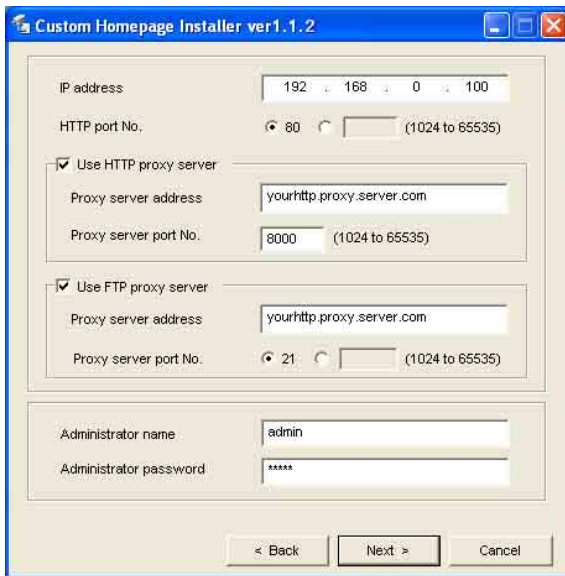 Custom Homepage Installer ver1.1.2
IP address 192 . 168 . 0 . 100
HTTP port No. 80 (1024 to 65535)
Use HTTP proxy server
Proxy server address yourhttp.proxy.server.com
Proxy server port No. 8000 (1024 to 65535)
Use FTP proxy server
Proxy server address yourhttp.proxy.server.com
Proxy server port No. 21 (1024 to 65535)
Administrator name admin
Administrator password *****
< Back Next > Cancel